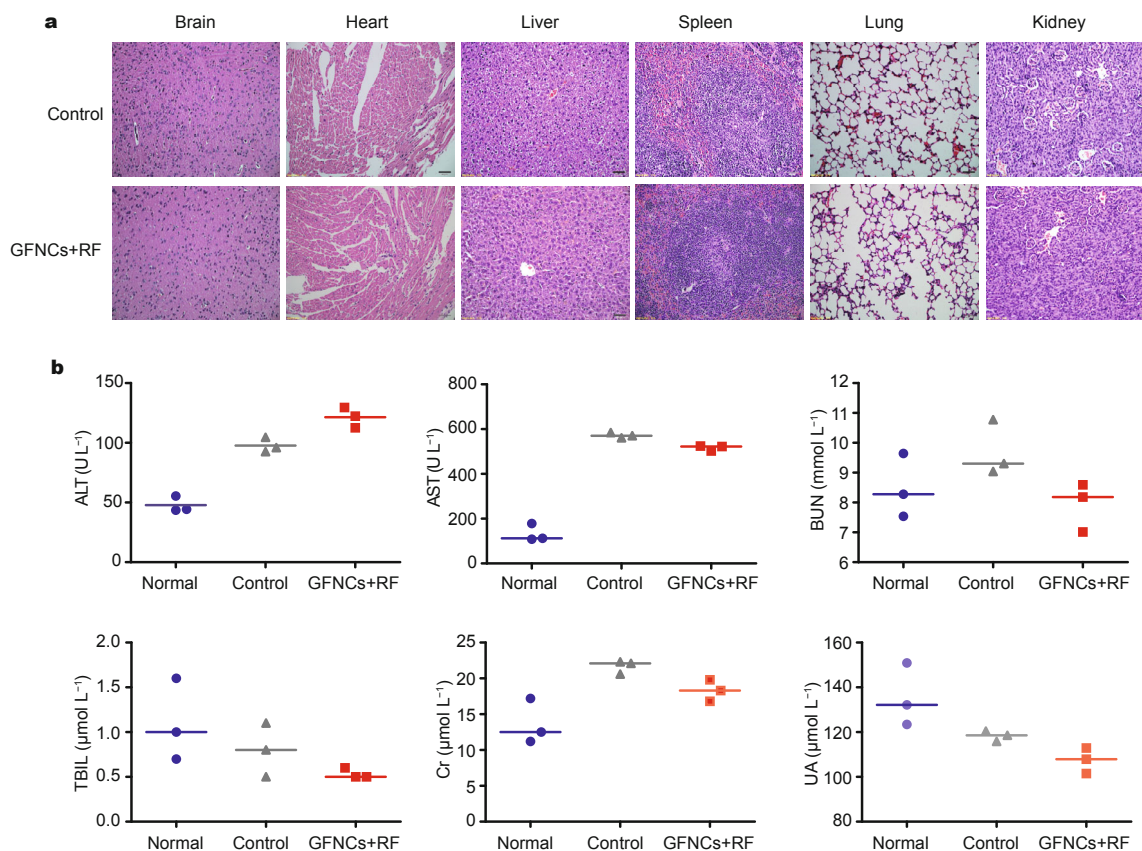 a
Brain Heart Liver Spleen Lung Kidney
Control
GFNCs+RF
b
ALT (U L⁻¹)
150
100
50
0
Normal Control GFNCs+RF
AST (U L⁻¹)
800
600
400
200
0
Normal Control GFNCs+RF
BUN (mmol L⁻¹)
12
11
10
9
8
7
6
Normal Control GFNCs+RF
TBIL (μmol L⁻¹)
2.0
1.5
1.0
0.5
0.0
Normal Control GFNCs+RF
Cr (μmol L⁻¹)
25
20
15
10
5
0
Normal Control GFNCs+RF
UA (μmol L⁻¹)
160
140
120
100
80
Normal Control GFNCs+RF